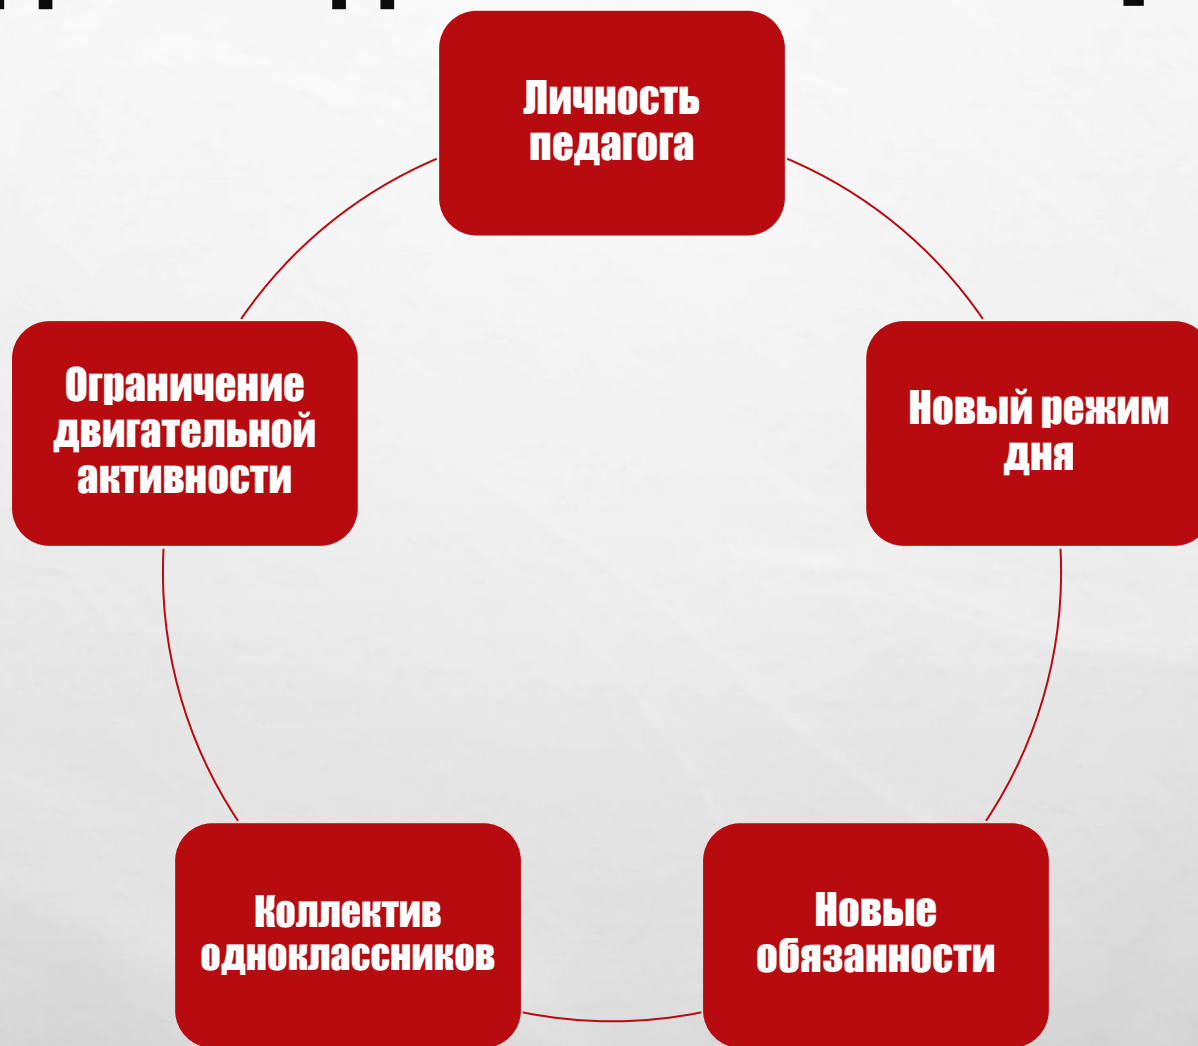 Личность
педагога
Новый режим
дня
Новые
обязанности
Коллектив
одноклассников
Ограничение
двигательной
активности